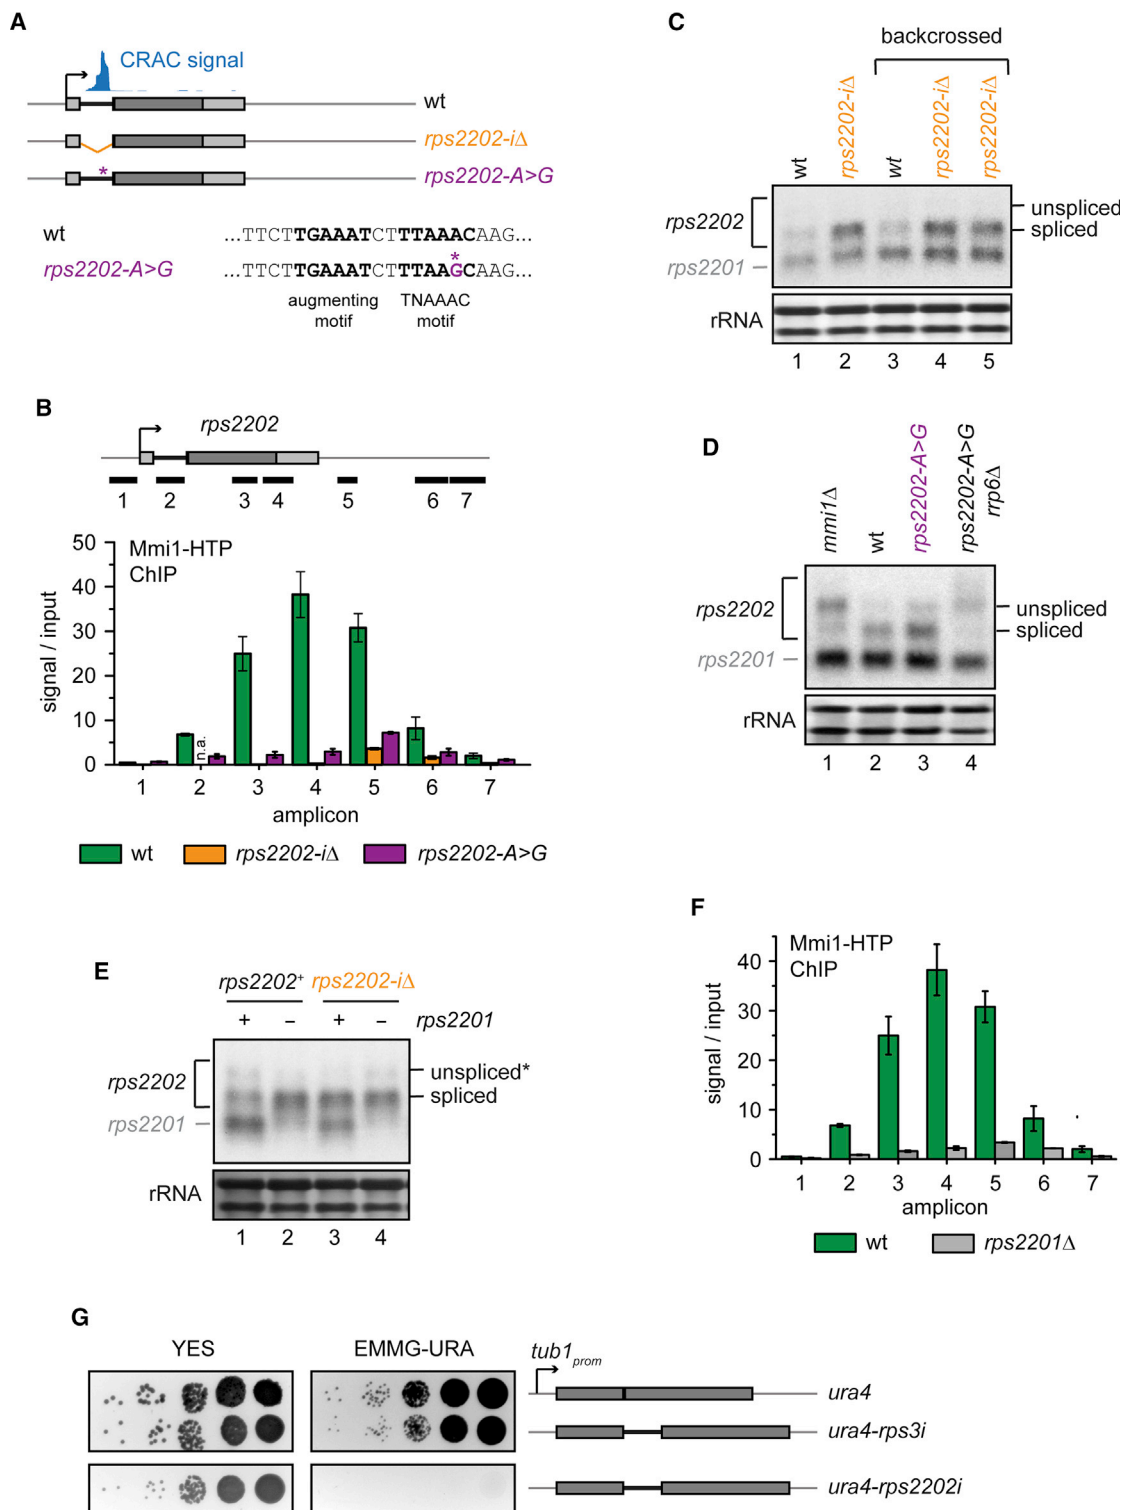 A
CRAC signal
wt
rps2202-iΔ
*
rps2202-A>G
wt
...TTCTTGAAATCTTTAAACAAG...
*
rps2202-A>G
...TTCTTGAAATCTTTAAGCAAG...
augmenting motif
TNAAAC motif
B
rps2202
1 2 3 4 5 6 7
Mmi1-HTP
ChIP
signal / input
50
40
30
20
10
0
n.a.
1 2 3 4 5 6 7
amplicon
wt rps2202-iΔ rps2202-A>G
C
backcrossed
wt rps2202-iΔ wt rps2202-iΔ rps2202-iΔ
rps2202
unspliced
spliced
rps2201
rRNA
1 2 3 4 5
D
mmi1Δ wt rps2202-A>G rps2202-A>G rrp6Δ
rps2202
unspliced
spliced
rps2201
rRNA
1 2 3 4
E
rps2202+ rps2202-iΔ
+ – + – rps2201
rps2202
unspliced*
spliced
rps2201
rRNA
1 2 3 4
F
Mmi1-HTP
ChIP
signal / input
40
30
20
10
0
1 2 3 4 5 6 7
amplicon
wt rps2201Δ
G
YES EMMG-URA
tub1prom
ura4
ura4-rps3i
ura4-rps2202i